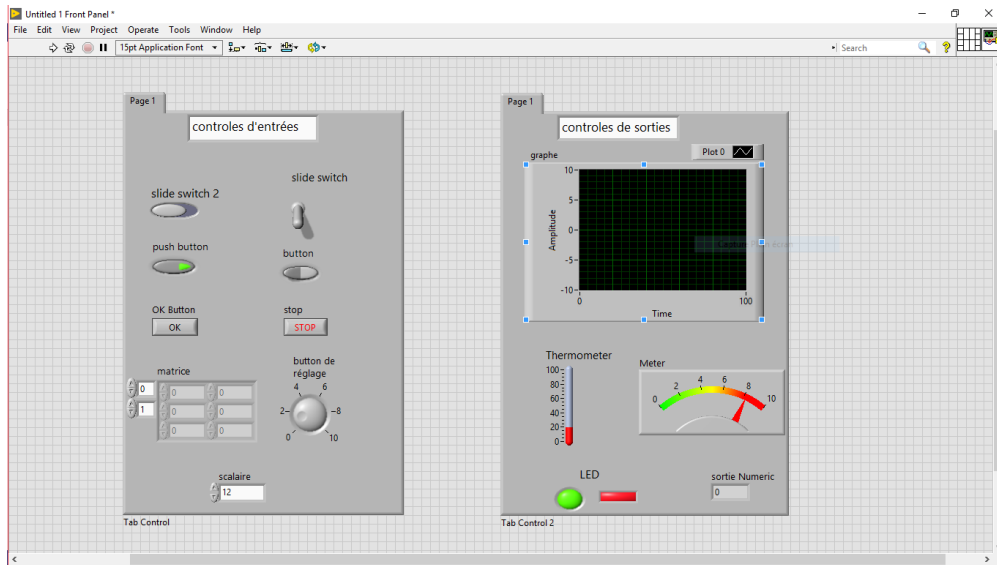 Untitled 1 Front Panel *
File Edit View Project Operate Tools Window Help
15pt Application Font
Search
?
Page 1
controles d'entrées
slide switch 2
slide switch
push button
button
OK Button
OK
stop
STOP
matrice
0
1
0 0
0 0
0 0
button de
réglage
0 2 4 6 8 10
scalaire
12
Tab Control
Page 1
controles de sorties
graphe
Plot 0
Amplitude
10
5
0
-5
-10
0 100
Time
Thermometer
100
80
60
40
20
0
Meter
0 2 4 6 8 10
LED
sortie Numeric
0
Tab Control 2